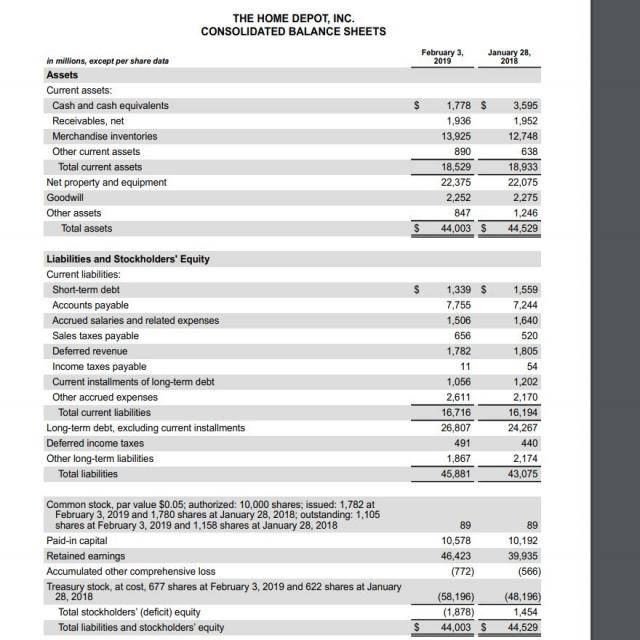 THE HOME DEPOT, INC.
CONSOLIDATED BALANCE SHEETS
in millions, except per share data February 3, 2019 January 28, 2018
Assets
Current assets:
Cash and cash equivalents $ 1,778 $ 3,595
Receivables, net 1,936 1,952
Merchandise inventories 13,925 12,748
Other current assets 890 638
Total current assets 18,529 18,933
Net property and equipment 22,375 22,075
Goodwill 2,252 2,275
Other assets 847 1,246
Total assets $ 44,003 $ 44,529
Liabilities and Stockholders' Equity
Current liabilities:
Short-term debt $ 1,339 $ 1,559
Accounts payable 7,755 7,244
Accrued salaries and related expenses 1,506 1,640
Sales taxes payable 656 520
Deferred revenue 1,782 1,805
Income taxes payable 11 54
Current installments of long-term debt 1,056 1,202
Other accrued expenses 2,611 2,170
Total current liabilities 16,716 16,194
Long-term debt, excluding current installments 26,807 24,267
Deferred income taxes 491 440
Other long-term liabilities 1,867 2,174
Total liabilities 45,881 43,075
Common stock, par value $0.05; authorized: 10,000 shares; issued: 1,782 at
February 3, 2019 and 1,780 shares at January 28, 2018; outstanding: 1,105
shares at February 3, 2019 and 1,158 shares at January 28, 2018 89 89
Paid-in capital 10,578 10,192
Retained earnings 46,423 39,935
Accumulated other comprehensive loss (772) (566)
Treasury stock, at cost, 677 shares at February 3, 2019 and 622 shares at January
28, 2018 (58,196) (48,196)
Total stockholders' (deficit) equity (1,878) 1,454
Total liabilities and stockholders' equity $ 44,003 $ 44,529